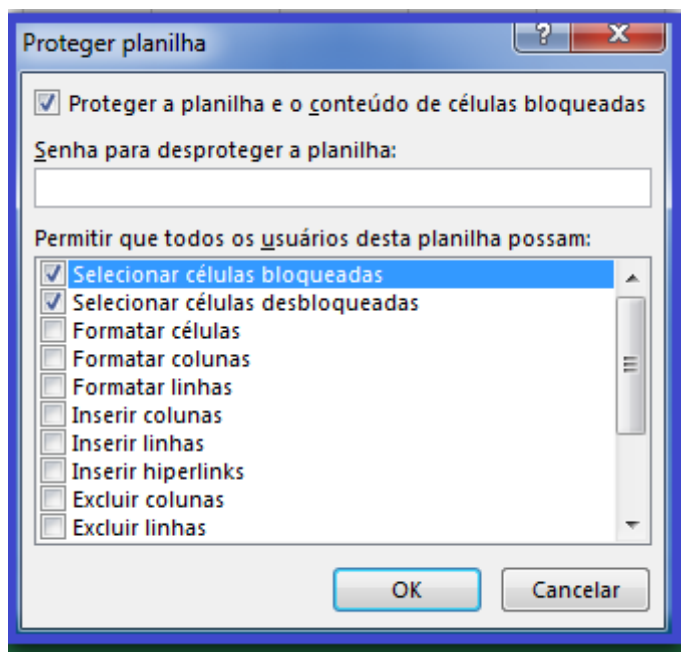 Proteger planilha
?
X
Proteger a planilha e o conteúdo de células bloqueadas
Senha para desproteger a planilha:
Permitir que todos os usuários desta planilha possam:
Selecionar células bloqueadas
Selecionar células desbloqueadas
Formatar células
Formatar colunas
Formatar linhas
Inserir colunas
Inserir linhas
Inserir hiperlinks
Excluir colunas
Excluir linhas
OK Cancelar